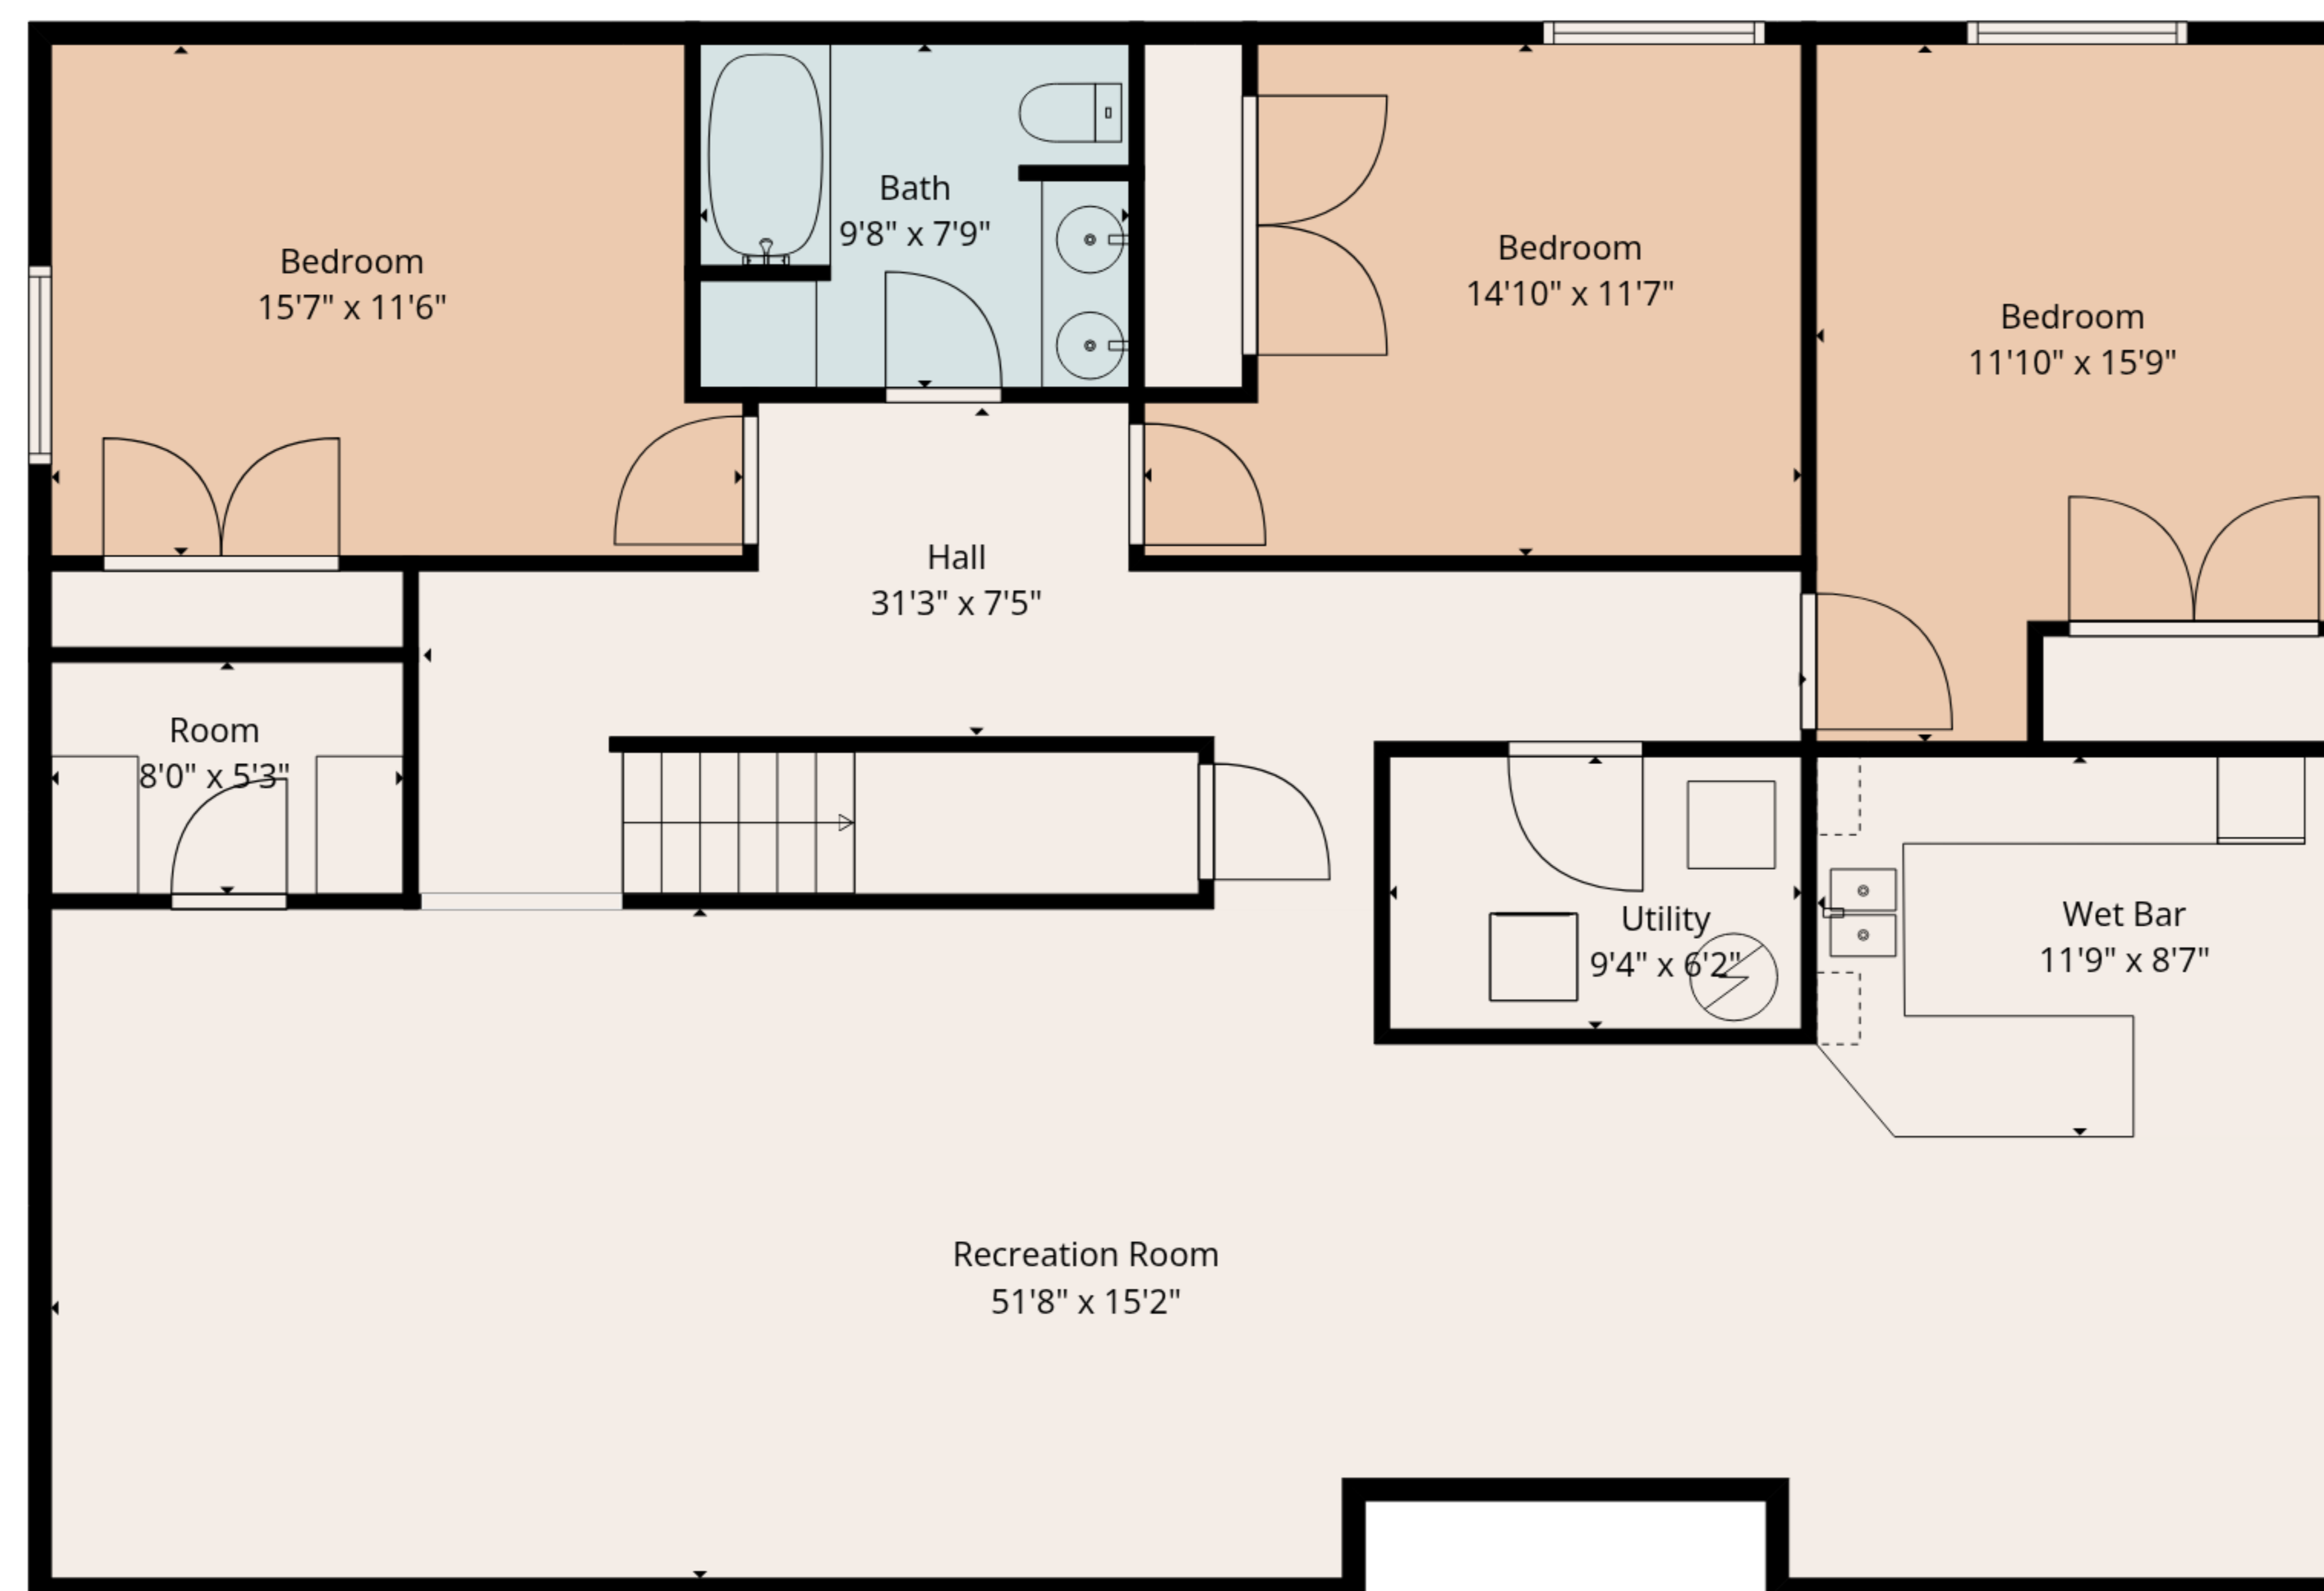 Bedroom
15'7" x 11'6"
Bath
9'8" x 7'9"
Bedroom
14'10" x 11'7"
Bedroom
11'10" x 15'9"
Hall
31'3" x 7'5"
Room
8'0" x 5'3"
Utility
9'4" x 6'2"
Wet Bar
11'9" x 8'7"
Recreation Room
51'8" x 15'2"